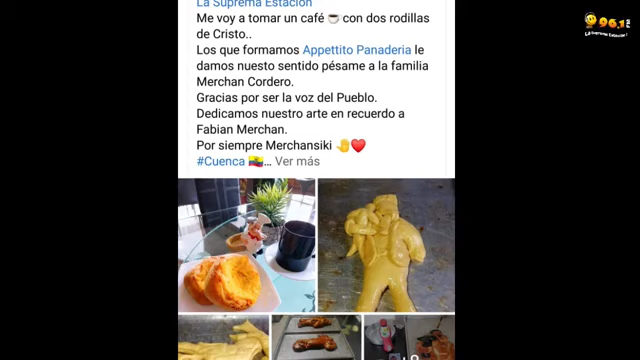 La Suprema Estación
Me voy a tomar un café ☕ con dos rodillas
de Cristo..
Los que formamos Appettito Panaderia le
damos nuesto sentido pésame a la familia
Merchan Cordero.
Gracias por ser la voz del Pueblo.
Dedicamos nuestro arte en recuerdo a
Fabian Merchan.
Por siempre Merchansiki 🤚❤️
#Cuenca 🇪🇨... Ver más
96.1
LA Suprema Estación